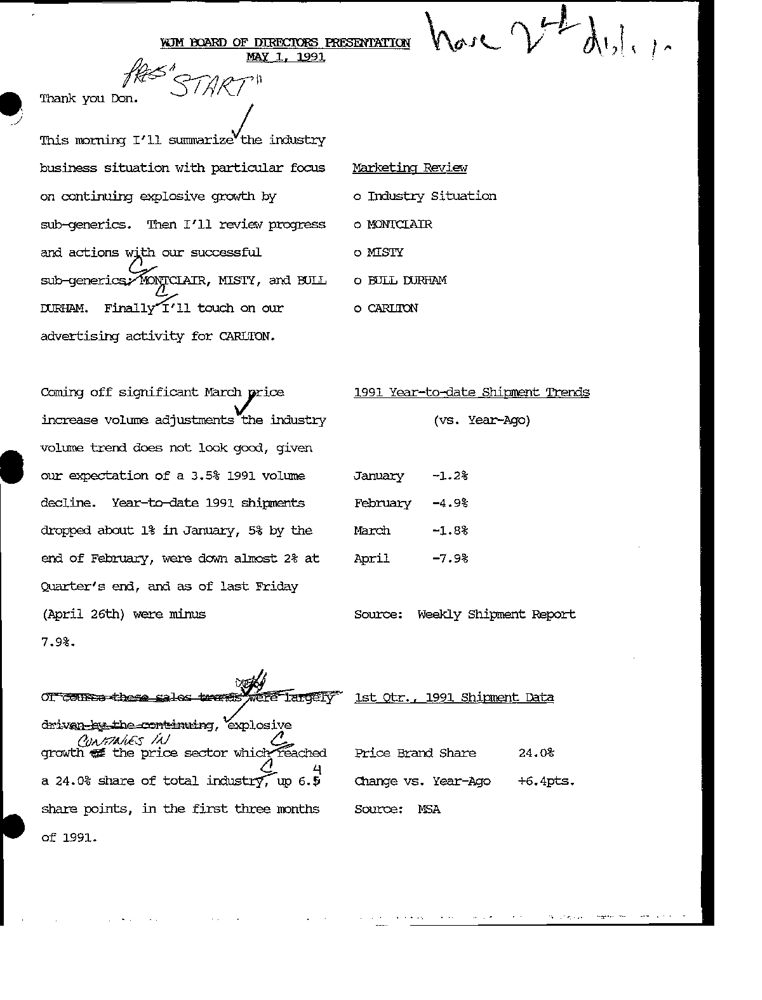 WJM BOARD OF DIRECTORS PRESENTATION
MAY 1, 1991
have 2nd
PRES "START"
Thank you Don.
This morning I'll summarize the industry
business situation with particular focus
on continuing explosive growth by
sub-generics. Then I'll review progress
and actions with our successful
sub-generics; MONTCLAIR, MISTY, and BULL
DURHAM. Finally I'll touch on our
advertising activity for CARLTON.
Marketing Review
o Industry Situation
o MONTCLAIR
o MISTY
o BULL DURHAM
o CARLTON
Coming off significant March price
increase volume adjustments the industry
volume trend does not look good, given
our expectation of a 3.5% 1991 volume
decline. Year-to-date 1991 shipments
dropped about 1% in January, 5% by the
end of February, were down almost 2% at
Quarter's end, and as of last Friday
(April 26th) were minus
7.9%.
1991 Year-to-date Shipment Trends
(vs. Year-Ago)
January -1.2%
February -4.9%
March -1.8%
April -7.9%
Source: Weekly Shipment Report
Of course these sales trends were largely
driven by the continuing, explosive
CONTINUES IN
growth of the price sector which reached
4
a 24.0% share of total industry, up 6.5
share points, in the first three months
of 1991.
1st Qtr., 1991 Shipment Data
Price Brand Share 24.0%
Change vs. Year-Ago +6.4pts.
Source: MSA